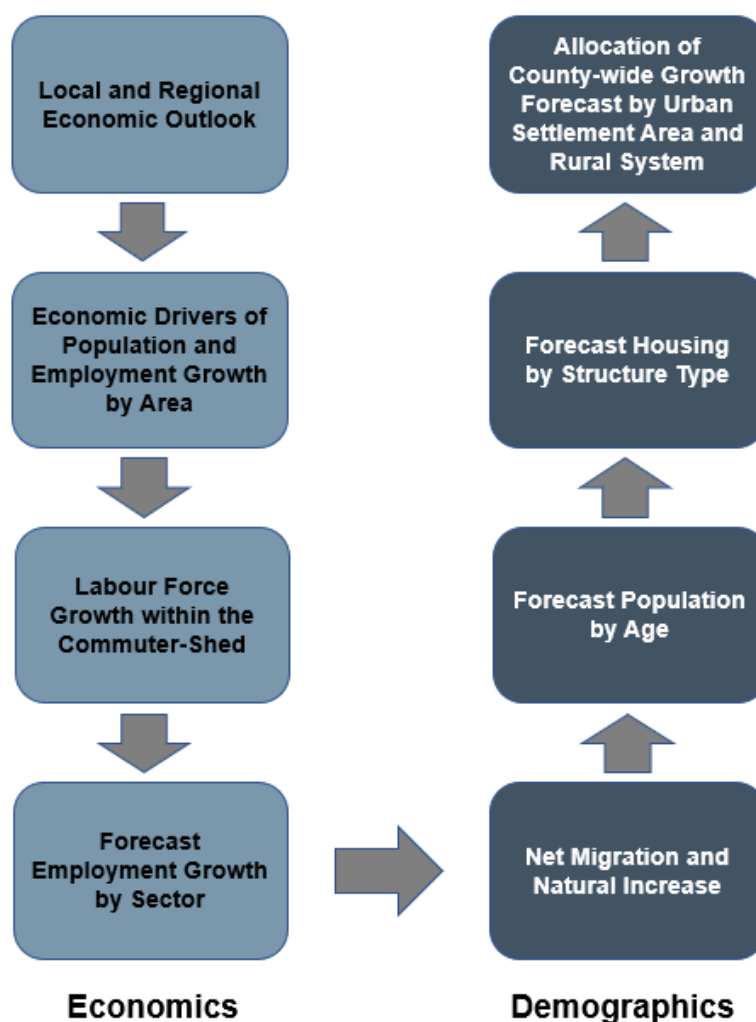 Local and Regional
Economic Outlook
Economic Drivers of
Population and
Employment Growth
by Area
Labour Force
Growth within the
Commuter-Shed
Forecast
Employment Growth
by Sector
Economics
Allocation of
County-wide Growth
Forecast by Urban
Settlement Area and
Rural System
Forecast Housing
by Structure Type
Forecast Population
by Age
Net Migration and
Natural Increase
Demographics